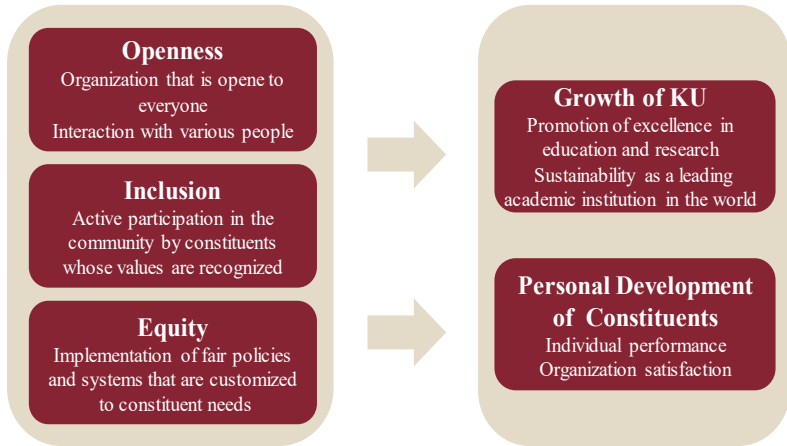 Openness
Organization that is opene to
everyone
Interaction with various people
Inclusion
Active participation in the
community by constituents
whose values are recognized
Equity
Implementation of fair policies
and systems that are customized
to constituent needs
Growth of KU
Promotion of excellence in
education and research
Sustainability as a leading
academic institution in the world
Personal Development
of Constituents
Individual performance
Organization satisfaction